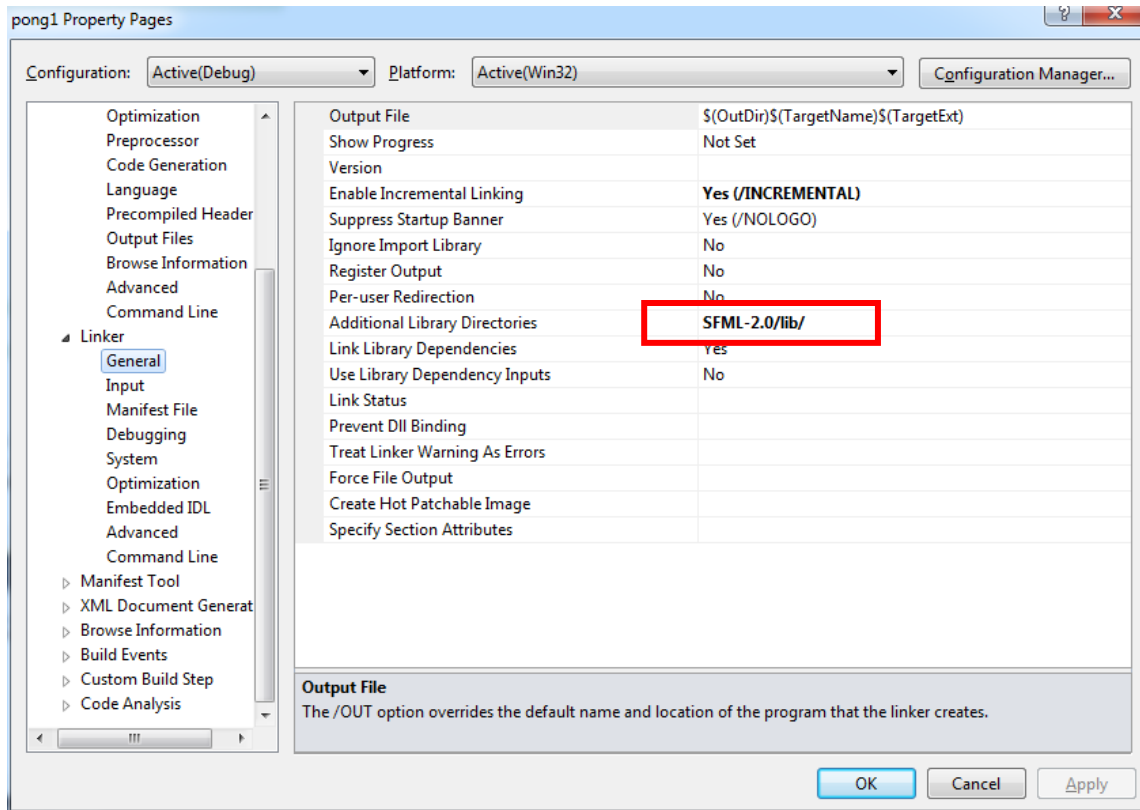 pong1 Property Pages
Configuration: Active(Debug) Platform: Active(Win32) Configuration Manager...
Optimization
Preprocessor
Code Generation
Language
Precompiled Header
Output Files
Browse Information
Advanced
Command Line
Linker
General
Input
Manifest File
Debugging
System
Optimization
Embedded IDL
Advanced
Command Line
Manifest Tool
XML Document Generat
Browse Information
Build Events
Custom Build Step
Code Analysis
Output File $(OutDir)$(TargetName)$(TargetExt)
Show Progress Not Set
Version
Enable Incremental Linking Yes (/INCREMENTAL)
Suppress Startup Banner Yes (/NOLOGO)
Ignore Import Library No
Register Output No
Per-user Redirection No
Additional Library Directories SFML-2.0/lib/
Link Library Dependencies Yes
Use Library Dependency Inputs No
Link Status
Prevent Dll Binding
Treat Linker Warning As Errors
Force File Output
Create Hot Patchable Image
Specify Section Attributes
Output File
The /OUT option overrides the default name and location of the program that the linker creates.
OK Cancel Apply